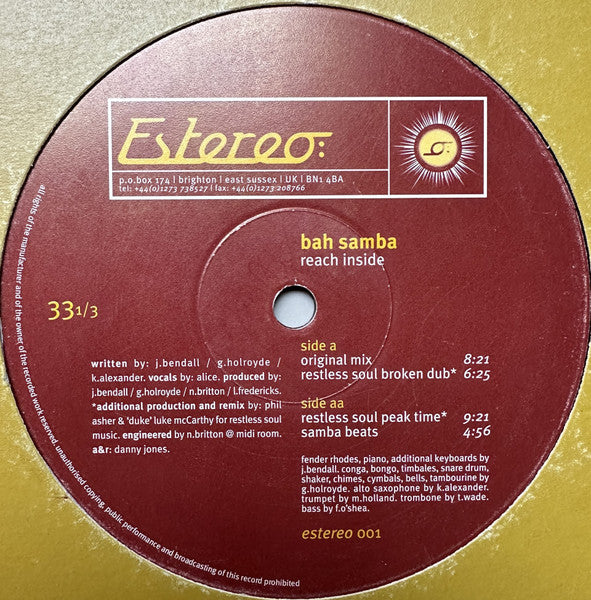 Estereo:
p.o.box 174 | brighton | east sussex | UK | BN1 4BA
tel: +44(0)1273 738527 | fax: +44(0)1273 208766
bah samba
reach inside
33 1/3
side a
original mix 8:21
restless soul broken dub* 6:25
side aa
restless soul peak time* 9:21
samba beats 4:56
written by: j.bendall / g.holroyde /
k.alexander. vocals by: alice. produced by:
j.bendall / g.holroyde / n.britton / l.fredericks.
*additional production and remix by: phil
asher & 'duke' luke mcCarthy for restless soul
music. engineered by n.britton @ midi room.
a&r: danny jones.
fender rhodes, piano, additional keyboards by
j.bendall. conga, bongo, timbales, snare drum,
shaker, chimes, cymbals, bells, tambourine by
g.holroyde. alto saxophone by k.alexander.
trumpet by m.holland. trombone by t.wade.
bass by f.o'shea.
estereo 001
all rights of the manufacturer and of the owner of the recorded work reserved. unauthorised copying, public performance and broadcasting of this record prohibited